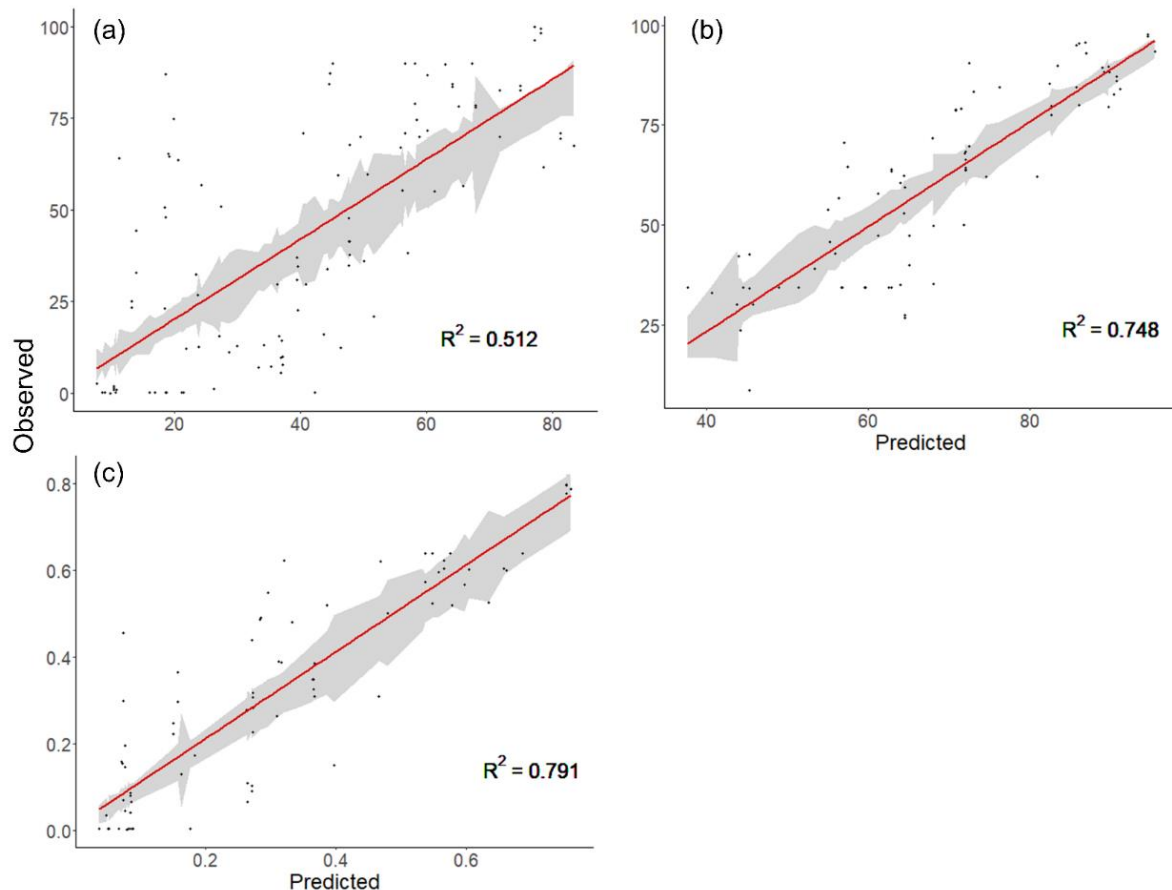 (a)
100
75
50
25
0
R² = 0.512
20 40 60 80
(b)
100
75
50
25
R² = 0.748
40 60 80
Predicted
Observed
(c)
0.8
0.6
0.4
0.2
0.0
R² = 0.791
0.2 0.4 0.6
Predicted